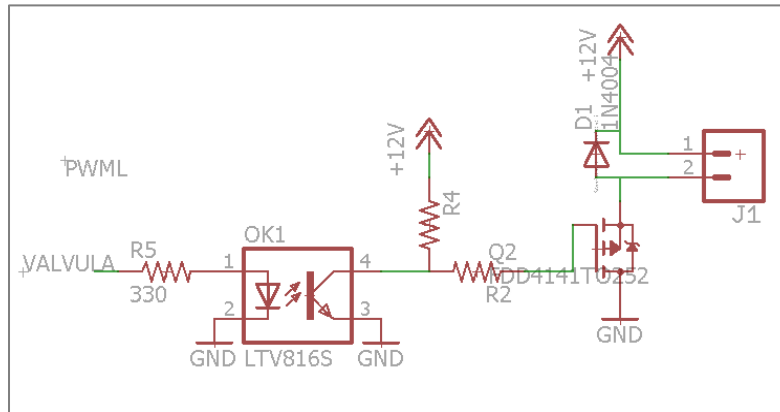 +12V
D1
1N4004
+12V
PWML
1
+
2
J1
R4
OK1
Q2
R5
VALVULA
1
4
FDD4141TO252
330
R2
2
3
GND
GND
GND
LTV816S